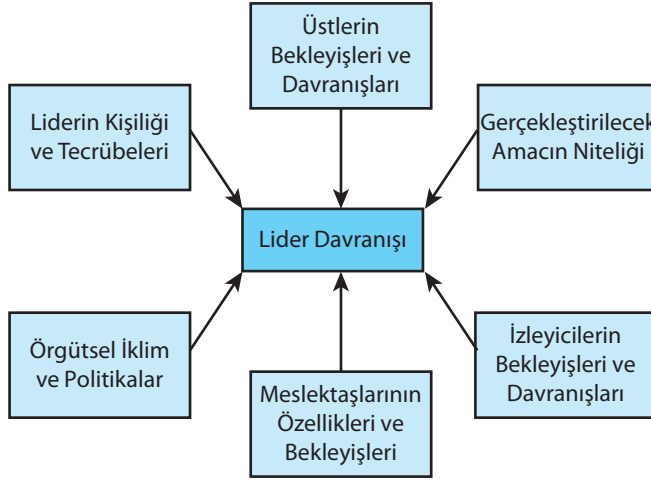 Üstlerin
Bekleyişleri ve
Davranışları
Liderin Kişiliği
ve Tecrübeleri
Gerçekleştirilecek
Amacın Niteliği
Lider Davranışı
Örgütsel İklim
ve Politikalar
Meslektaşlarının
Özellikleri ve
Bekleyişleri
İzleyicilerin
Bekleyişleri ve
Davranışları